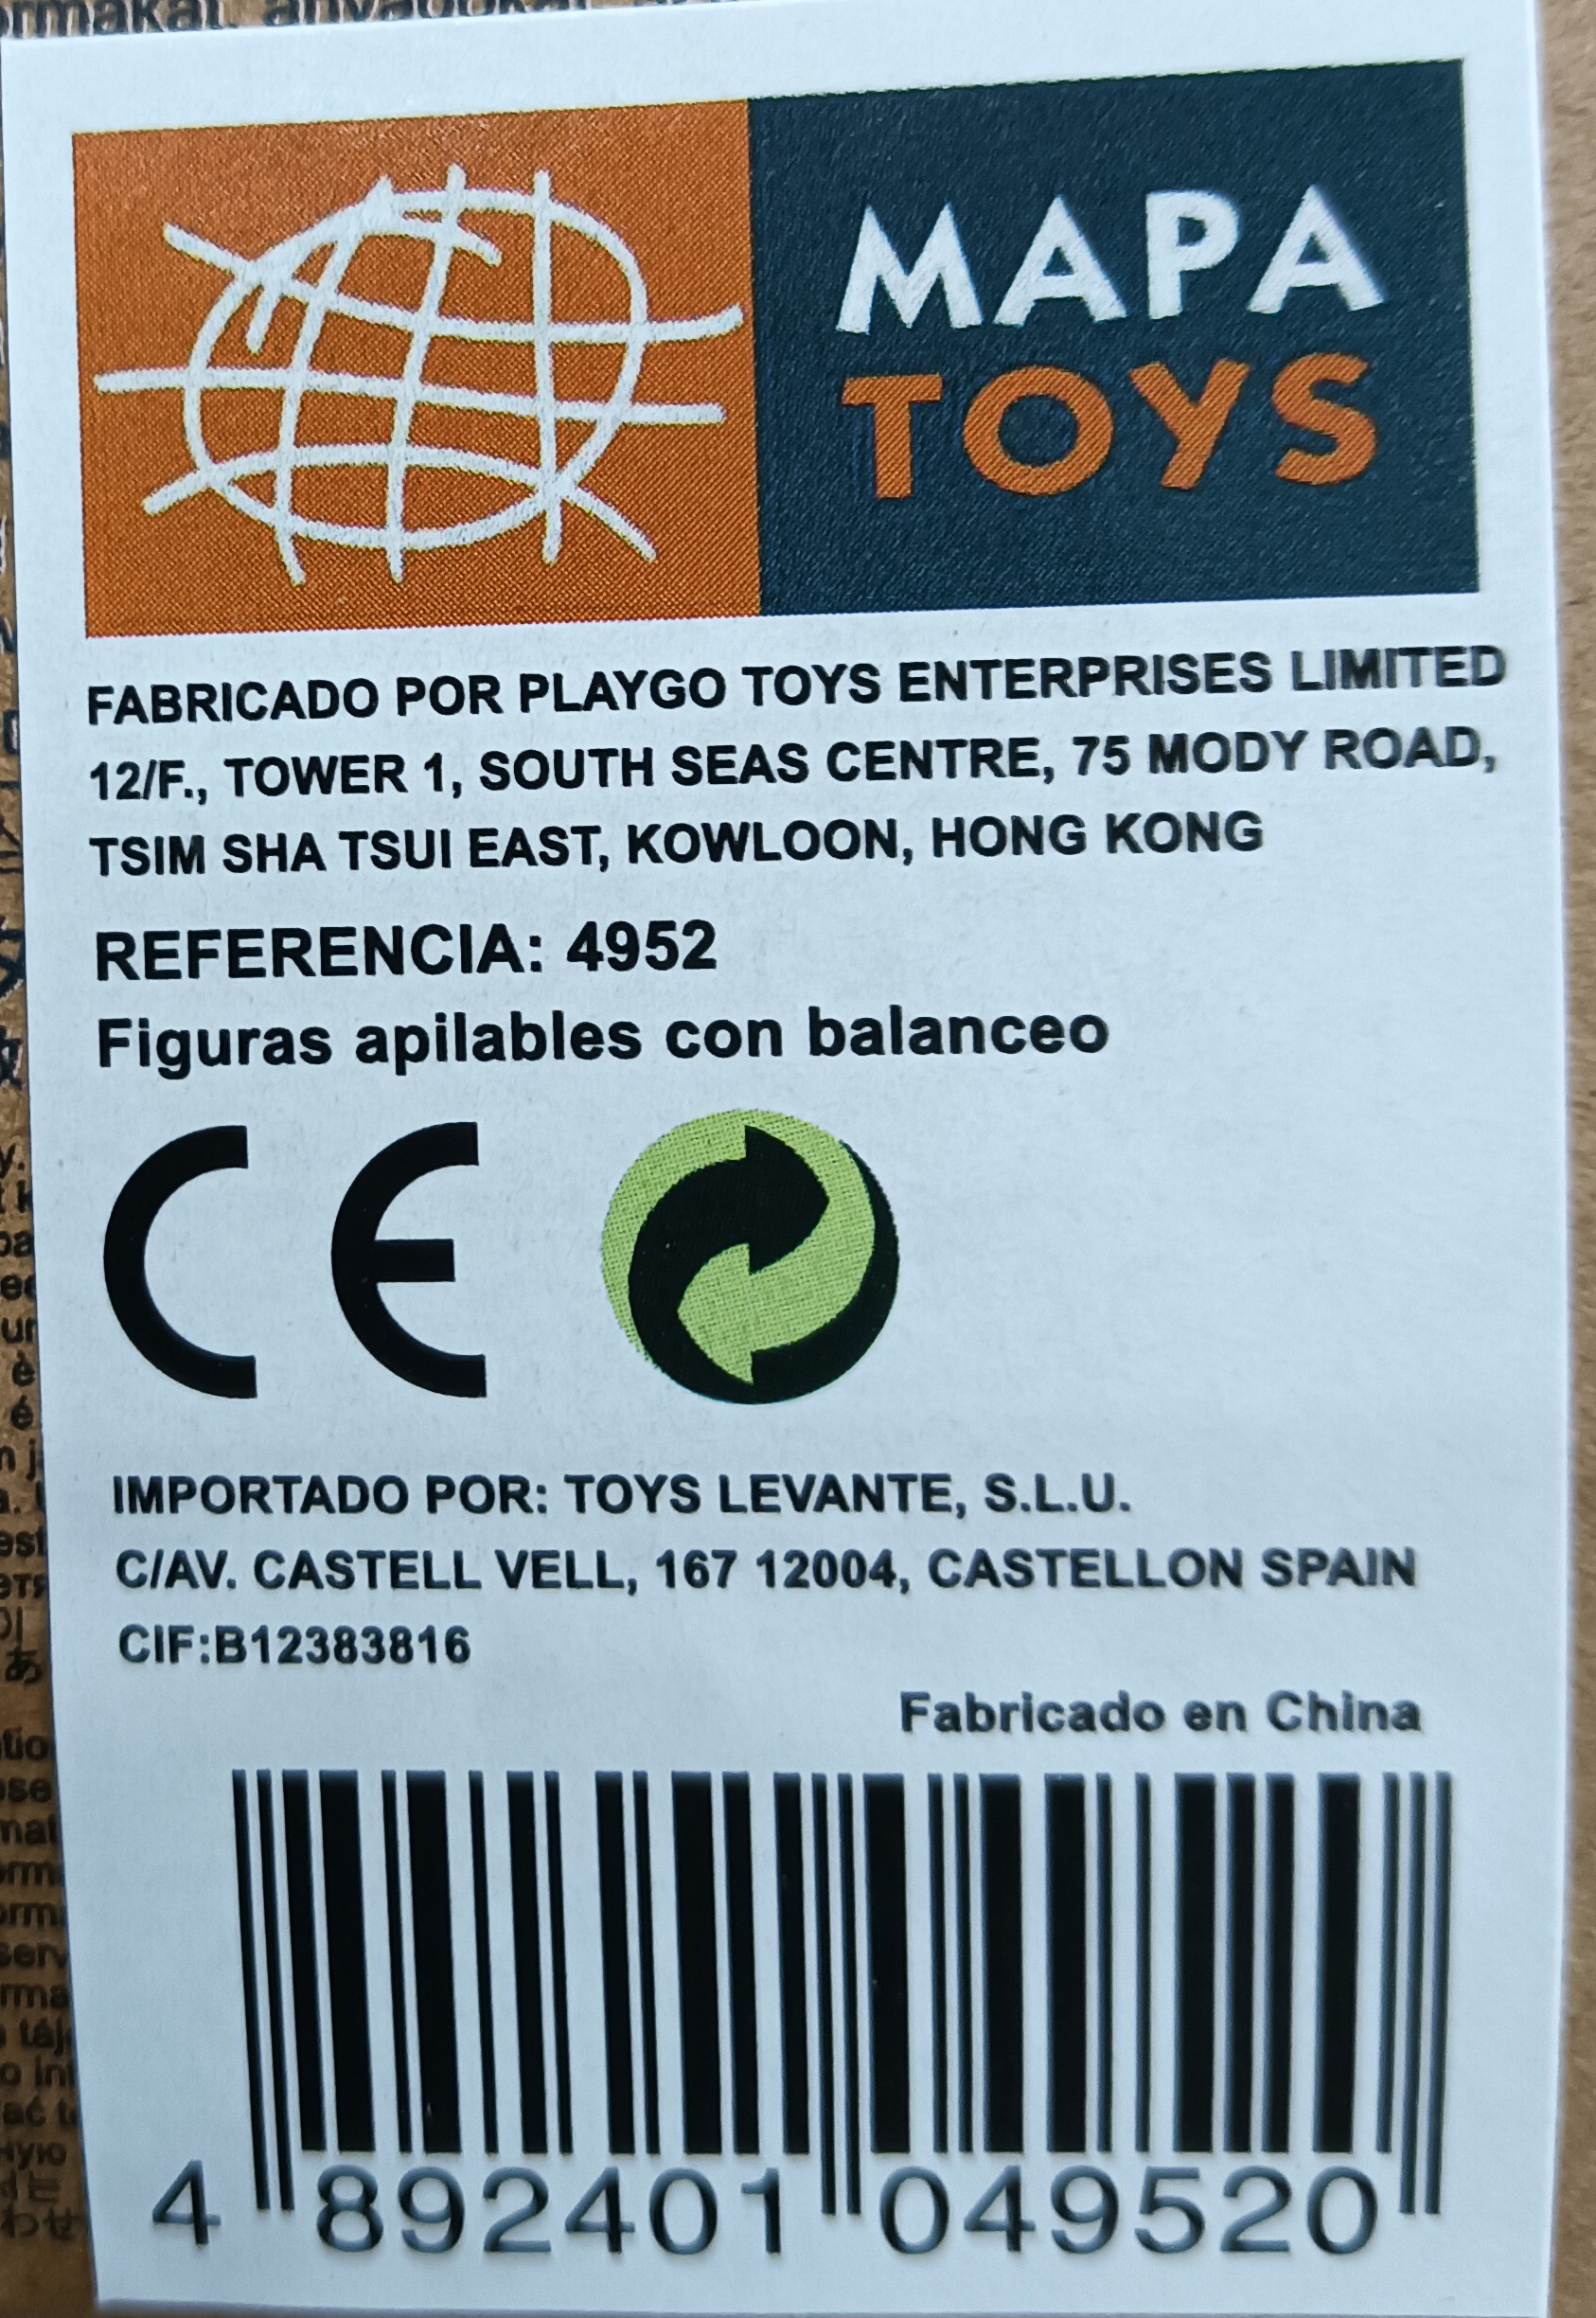 MAPA
TOYS
FABRICADO POR PLAYGO TOYS ENTERPRISES LIMITED
12/F., TOWER 1, SOUTH SEAS CENTRE, 75 MODY ROAD,
TSIM SHA TSUI EAST, KOWLOON, HONG KONG
REFERENCIA: 4952
Figuras apilables con balanceo
CE
IMPORTADO POR: TOYS LEVANTE, S.L.U.
C/AV. CASTELL VELL, 167 12004, CASTELLON SPAIN
CIF:B12383816
Fabricado en China
4 892401 049520